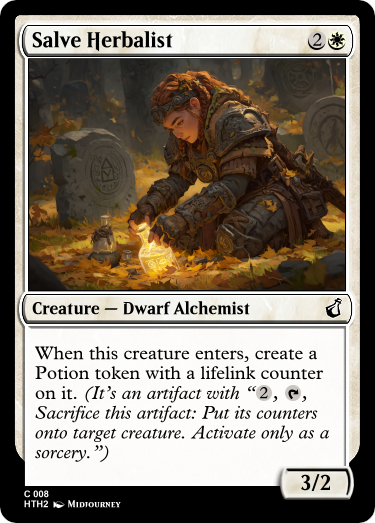 Salve Herbalist 2
Creature — Dwarf Alchemist
When this creature enters, create a
Potion token with a lifelink counter
on it. (It's an artifact with “2, ,
Sacrifice this artifact: Put its counters
onto target creature. Activate only as a
sorcery.”)
3/2
C 008
HTH2 Midjourney